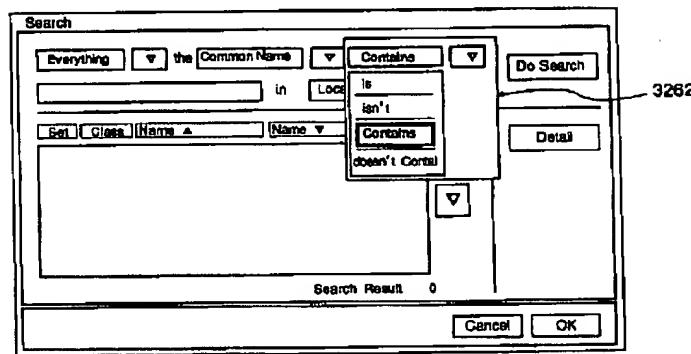 Search
Everything ▽ the Common Name ▽ Contains ▽ Do Search
in Loca
is
isn't
Contains
doesn't Contai
Set Class Name ▲ Name ▼ Detail
▽
Search Result 0
Cancel OK
3262